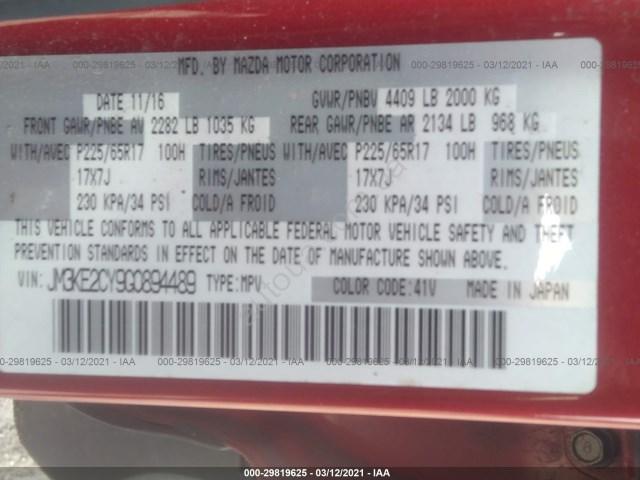 MFD. BY MAZDA MOTOR CORPORATION
000-29819625 - 03/12/2021 - IAA 000-29819625 - 03/12/2021 - IAA 000-29819625 - 03/12/2021 - IAA
DATE 11/16 GVWR/PNBV 4409 LB 2000 KG
FRONT GAWR/PNBE AV 2282 LB 1035 KG REAR GAWR/PNBE AR 2134 LB 968 KG
WITH/AVEC P225/65R17 100H TIRES/PNEUS WITH/AVEC P225/65R17 100H TIRES/PNEUS
17X7J RIMS/JANTES 17X7J RIMS/JANTES
230 KPA/34 PSI COLD/A FROID 230 KPA/34 PSI COLD/A FROID
THIS VEHICLE CONFORMS TO ALL APPLICABLE FEDERAL MOTOR VEHICLE SAFETY AND THEFT
PREVENTION STANDARDS IN EFFECT ON THE DATE OF MANUFACTURE SHOWN ABOVE.
VIN: JM3KE2CY9G0894489 TYPE: MPV COLOR CODE: 41V MADE IN JAPAN
000-29819625 - 03/12/2021 - IAA 000-29819625 - 03/12/2021 - IAA 000-29819625 - 03/12/2021 - IAA
000-29819625 - 03/12/2021 - IAA